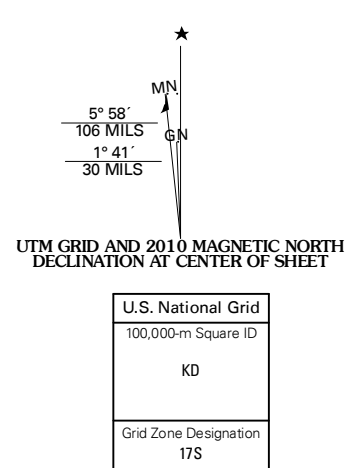 ★
MN.
5° 58´
106 MILS
GN
1° 41´
30 MILS
UTM GRID AND 2010 MAGNETIC NORTH
DECLINATION AT CENTER OF SHEET
U.S. National Grid
100,000-m Square ID
KD
Grid Zone Designation
17S